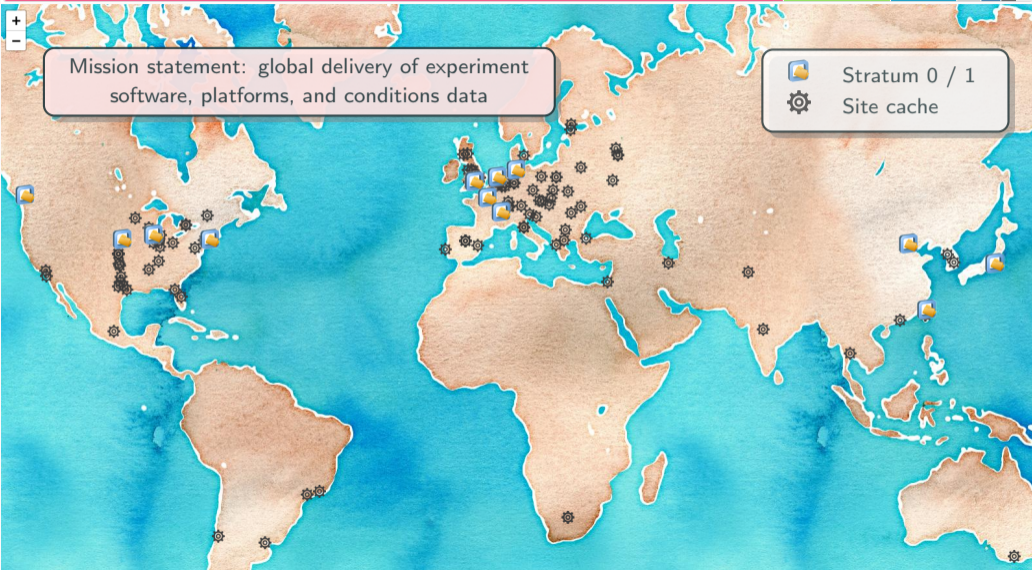 +
−
Mission statement: global delivery of experiment
software, platforms, and conditions data
Stratum 0 / 1
Site cache